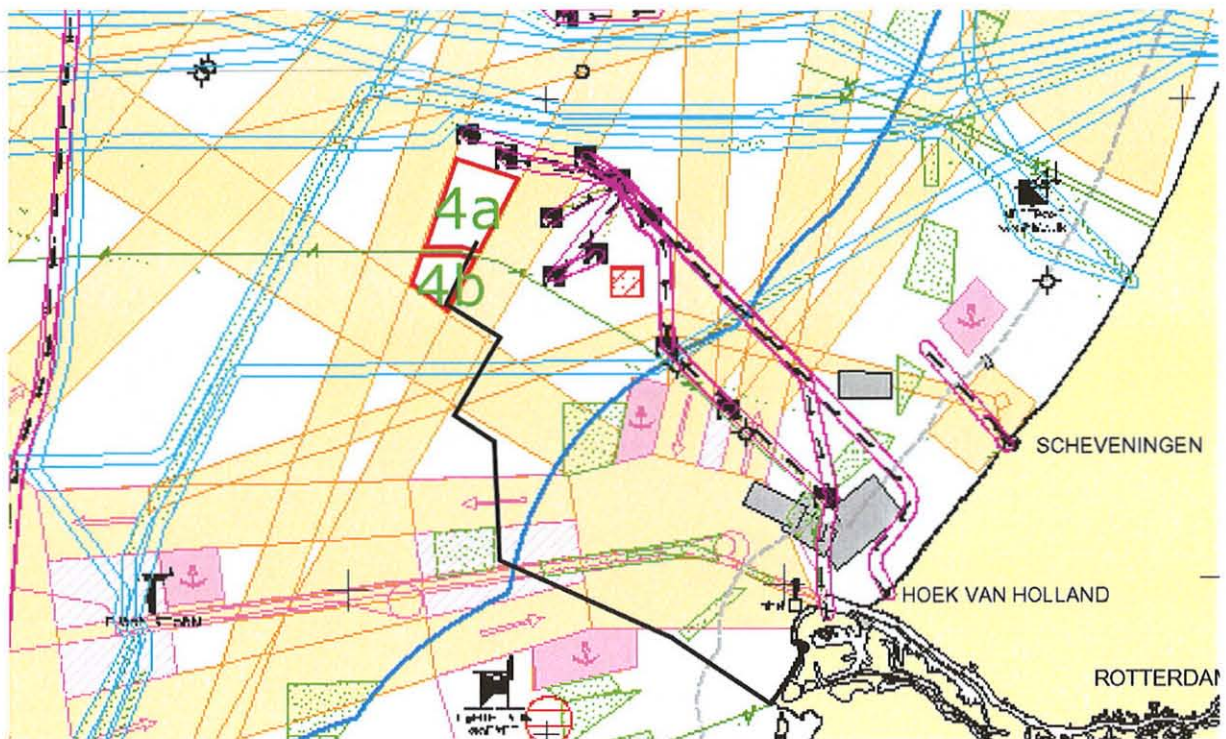 4a
4b
SCHEVENINGEN
HOEK VAN HOLLAND
ROTTERDAM